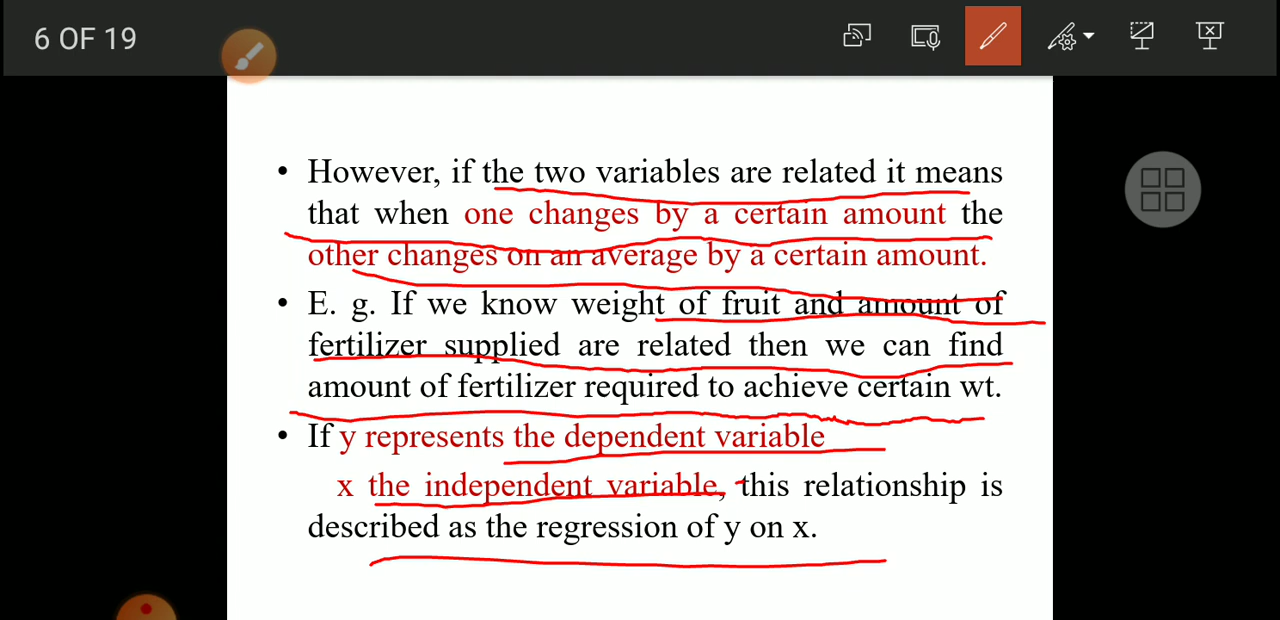 6 OF 19
• However, if the two variables are related it means
that when one changes by a certain amount the
other changes on an average by a certain amount.
• E. g. If we know weight of fruit and amount of
fertilizer supplied are related then we can find
amount of fertilizer required to achieve certain wt.
• If y represents the dependent variable
x the independent variable, this relationship is
described as the regression of y on x.